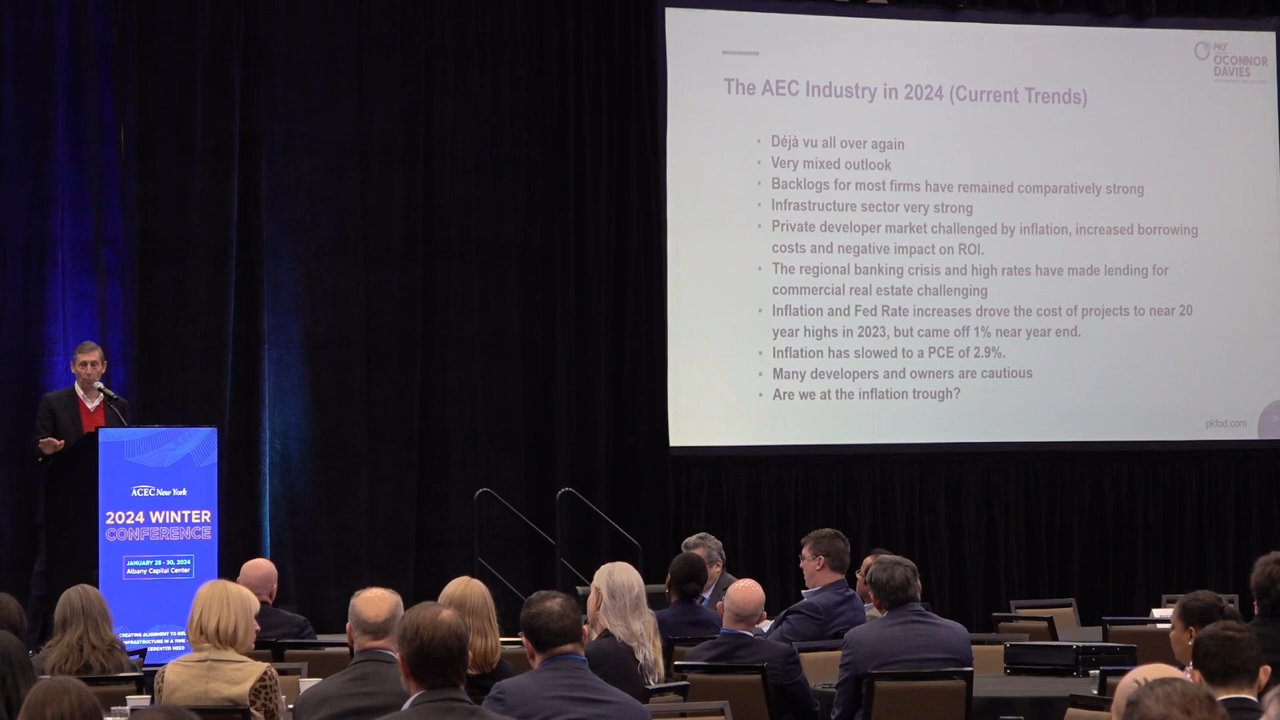 PKF
O'CONNOR
DAVIES
The AEC Industry in 2024 (Current Trends)
Déjà vu all over again
Very mixed outlook
Backlogs for most firms have remained comparatively strong
Infrastructure sector very strong
Private developer market challenged by inflation, increased borrowing
costs and negative impact on ROI.
The regional banking crisis and high rates have made lending for
commercial real estate challenging
Inflation and Fed Rate increases drove the cost of projects to near 20
year highs in 2023, but came off 1% near year end.
Inflation has slowed to a PCE of 2.9%.
Many developers and owners are cautious
Are we at the inflation trough?
pkfod.com
ACEC New York
2024 WINTER
CONFERENCE
JANUARY 28 - 30, 2024
Albany Capital Center
CREATING ALIGNMENT TO
IN A TIME